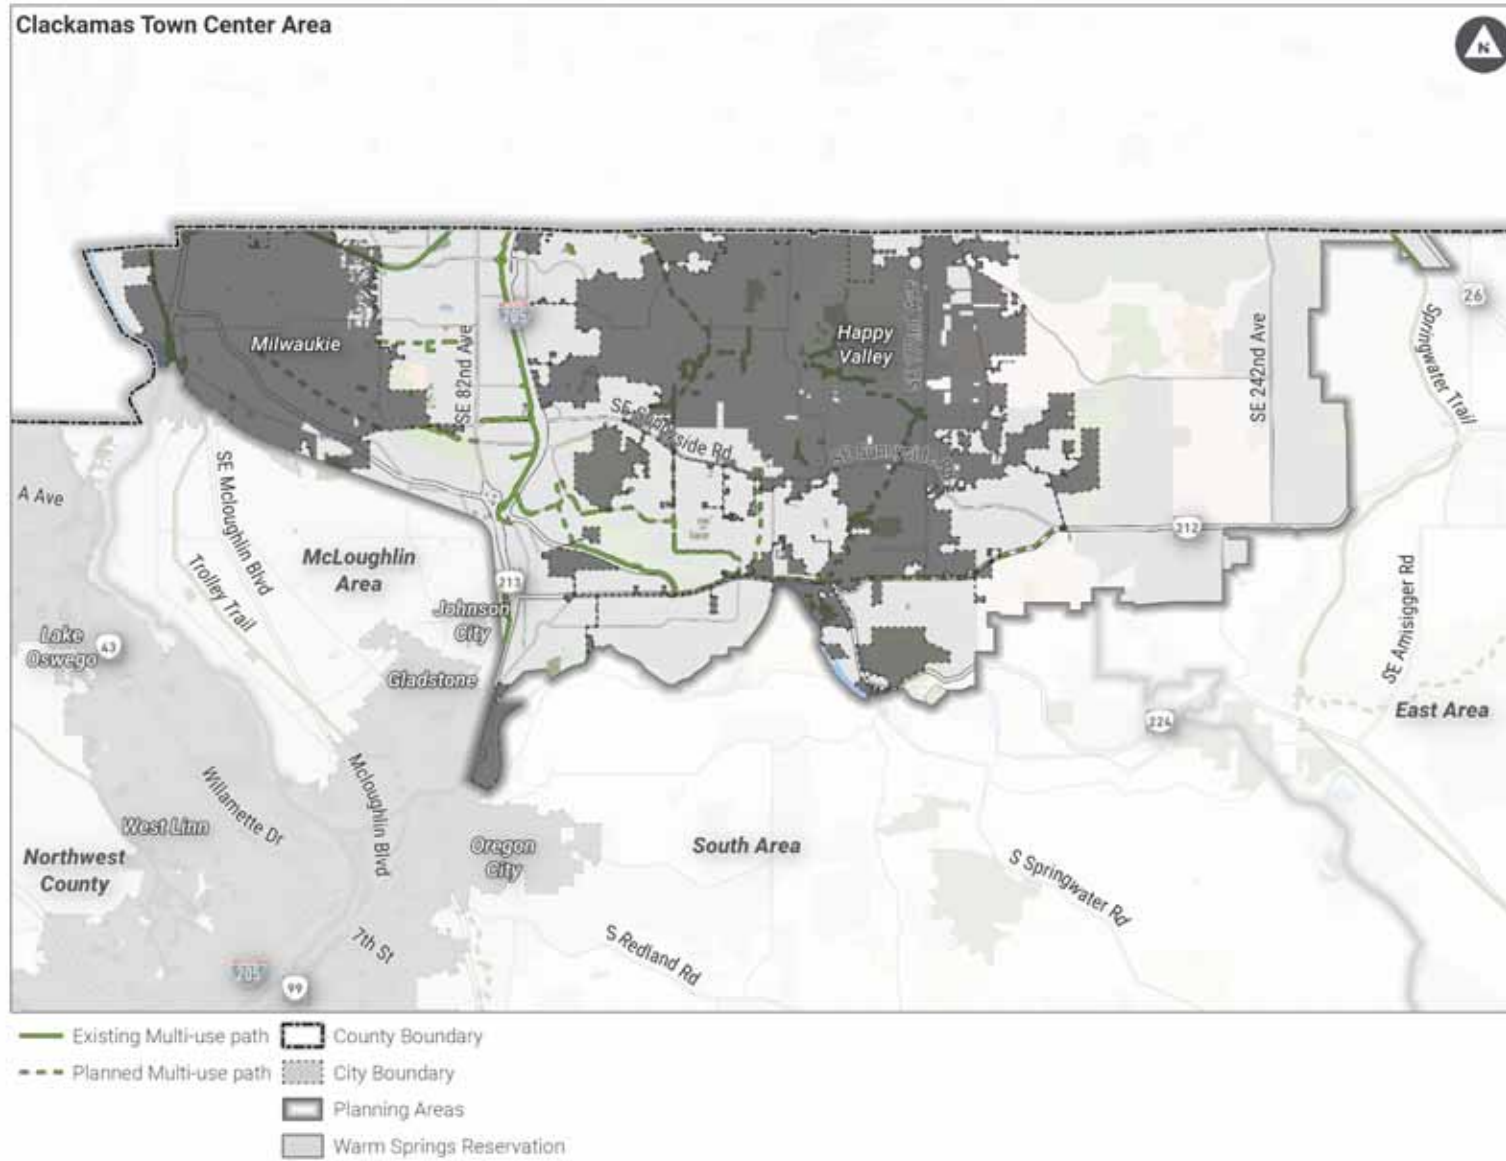 Clackamas Town Center Area
N
26
Springwater Trail
Milwaukie
205
SE 82nd Ave
Happy
Valley
SE 242nd Ave
SE Sunnyside Rd
A Ave
SE Mcloughlin Blvd
Trolley Trail
McLoughlin
Area
213
212
Johnson
City
Gladstone
Lake
Oswego
43
SE Amisigger Rd
224
East Area
Willamette Dr
Mcloughlin Blvd
West Linn
Northwest
County
Oregon
City
South Area
S Springwater Rd
7th St
S Redland Rd
205
99
Existing Multi-use path
County Boundary
Planned Multi-use path
City Boundary
Planning Areas
Warm Springs Reservation